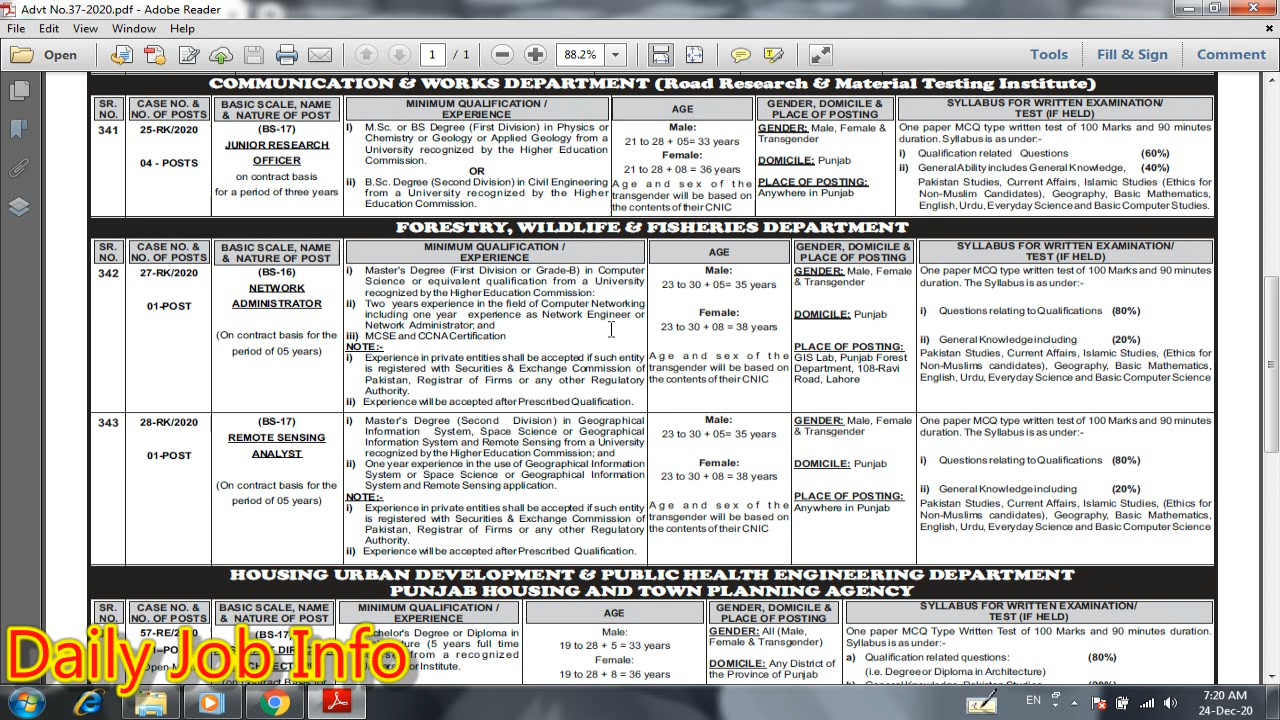 Advt No.37-2020.pdf - Adobe Reader
File Edit View Window Help
Open 1 / 1 88.2% Tools Fill & Sign Comment
COMMUNICATION & WORKS DEPARTMENT (Road Research & Material Testing Institute)
SR. NO. CASE NO. & NO. OF POSTS BASIC SCALE, NAME & NATURE OF POST MINIMUM QUALIFICATION / EXPERIENCE AGE GENDER, DOMICILE & PLACE OF POSTING SYLLABUS FOR WRITTEN EXAMINATION/ TEST (IF HELD)
341
25-RK/2020
04 - POSTS
(BS-17)
JUNIOR RESEARCH
OFFICER
on contract basis
for a period of three years
i) M.Sc. or BS Degree (First Division) in Physics or
Chemistry or Geology or Applied Geology from a
University recognized by the Higher Education
Commission.
OR
ii) B.Sc. Degree (Second Division) in Civil Engineering
from a University recognized by the Higher
Education Commission.
Male:
21 to 28 + 05= 33 years
Female:
21 to 28 + 08 = 36 years
Age and sex of the
transgender will be based on
the contents of their CNIC
GENDER: Male, Female &
Transgender
DOMICILE: Punjab
PLACE OF POSTING:
Anywhere in Punjab
One paper MCQ type written test of 100 Marks and 90 minutes
duration. Syllabus is as under:-
i) Qualification related Questions (60%)
ii) General Ability includes General Knowledge, (40%)
Pakistan Studies, Current Affairs, Islamic Studies (Ethics for
Non-Muslim Candidates), Geography, Basic Mathematics,
English, Urdu, Everyday Science and Basic Computer Studies.
FORESTRY, WILDLIFE & FISHERIES DEPARTMENT
SR. NO. CASE NO. & NO. OF POSTS BASIC SCALE, NAME & NATURE OF POST MINIMUM QUALIFICATION / EXPERIENCE AGE GENDER, DOMICILE & PLACE OF POSTING SYLLABUS FOR WRITTEN EXAMINATION/ TEST (IF HELD)
342
27-RK/2020
01-POST
(BS-16)
NETWORK
ADMINISTRATOR
(On contract basis for the
period of 05 years)
i) Master's Degree (First Division or Grade-B) in Computer
Science or equivalent qualification from a University
recognized by the Higher Education Commission:
ii) Two years experience in the field of Computer Networking
including one year experience as Network Engineer or
Network Administrator; and
iii) MCSE and CCNA Certification
NOTE:-
i) Experience in private entities shall be accepted if such entity
is registered with Securities & Exchange Commission of
Pakistan, Registrar of Firms or any other Regulatory
Authority.
ii) Experience will be accepted after Prescribed Qualification.
Male:
23 to 30 + 05= 35 years
Female:
23 to 30 + 08 = 38 years
Age and sex of the
transgender will be based on
the contents of their CNIC
GENDER: Male, Female
& Transgender
DOMICILE: Punjab
PLACE OF POSTING:
GIS Lab, Punjab Forest
Department, 108-Ravi
Road, Lahore
One paper MCQ type written test of 100 Marks and 90 minutes
duration. The Syllabus is as under:-
i) Questions relating to Qualifications (80%)
ii) General Knowledge including (20%)
Pakistan Studies, Current Affairs, Islamic Studies, (Ethics for
Non-Muslims candidates), Geography, Basic Mathematics,
English, Urdu, Everyday Science and Basic Computer Science
343
28-RK/2020
01-POST
(BS-17)
REMOTE SENSING
ANALYST
(On contract basis for the
period of 05 years)
i) Master's Degree (Second Division) in Geographical
Information System, Space Science or Geographical
Information System and Remote Sensing from a University
recognized by the Higher Education Commission; and
ii) One year experience in the use of Geographical Information
System or Space Science or Geographical Information
System and Remote Sensing application.
NOTE:-
i) Experience in private entities shall be accepted if such entity
is registered with Securities & Exchange Commission of
Pakistan, Registrar of Firms or any other Regulatory
Authority.
ii) Experience will be accepted after Prescribed Qualification.
Male:
23 to 30 + 05= 35 years
Female:
23 to 30 + 08 = 38 years
Age and sex of the
transgender will be based on
the contents of their CNIC
GENDER: Male, Female
& Transgender
DOMICILE: Punjab
PLACE OF POSTING:
Anywhere in Punjab
One paper MCQ type written test of 100 Marks and 90 minutes
duration. The Syllabus is as under:-
i) Questions relating to Qualifications (80%)
ii) General Knowledge including (20%)
Pakistan Studies, Current Affairs, Islamic Studies, (Ethics for
Non-Muslims candidates), Geography, Basic Mathematics,
English, Urdu, Everyday Science and Basic Computer Science
HOUSING URBAN DEVELOPMENT & PUBLIC HEALTH ENGINEERING DEPARTMENT
PUNJAB HOUSING AND TOWN PLANNING AGENCY
SR. NO. CASE NO. & NO. OF POSTS BASIC SCALE, NAME & NATURE OF POST MINIMUM QUALIFICATION / EXPERIENCE AGE GENDER, DOMICILE & PLACE OF POSTING SYLLABUS FOR WRITTEN EXAMINATION/ TEST (IF HELD)
57-RE/2020
(BS-17)
Degree or Diploma in
(5 years full time
from a recognized
or Institute.
Male:
19 to 28 + 5 = 33 years
Female:
19 to 28 + 8 = 36 years
GENDER: All (Male,
Female & Transgender)
DOMICILE: Any District of
the Province of Punjab
One paper MCQ Type Written Test of 100 Marks and 90 minutes duration.
Syllabus is as under:-
a) Qualification related questions: (80%)
(i.e. Degree or Diploma in Architecture)
Daily Job Info
EN 7:20 AM
24-Dec-20